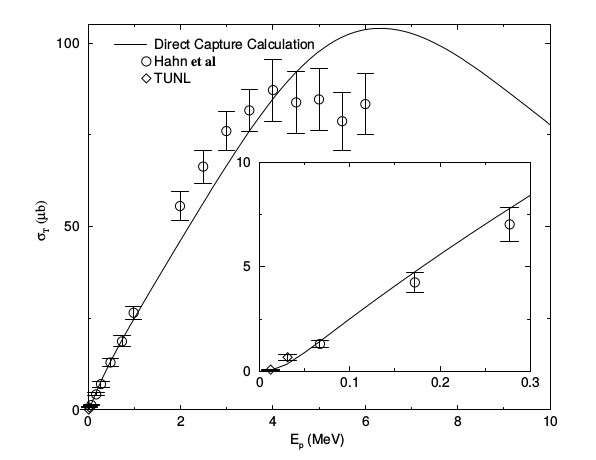 100
Direct Capture Calculation
Hahn et al
TUNL
10
50
σT (μb)
5
0
0 0.1 0.2 0.3
0
0 2 4 6 8 10
Ep (MeV)